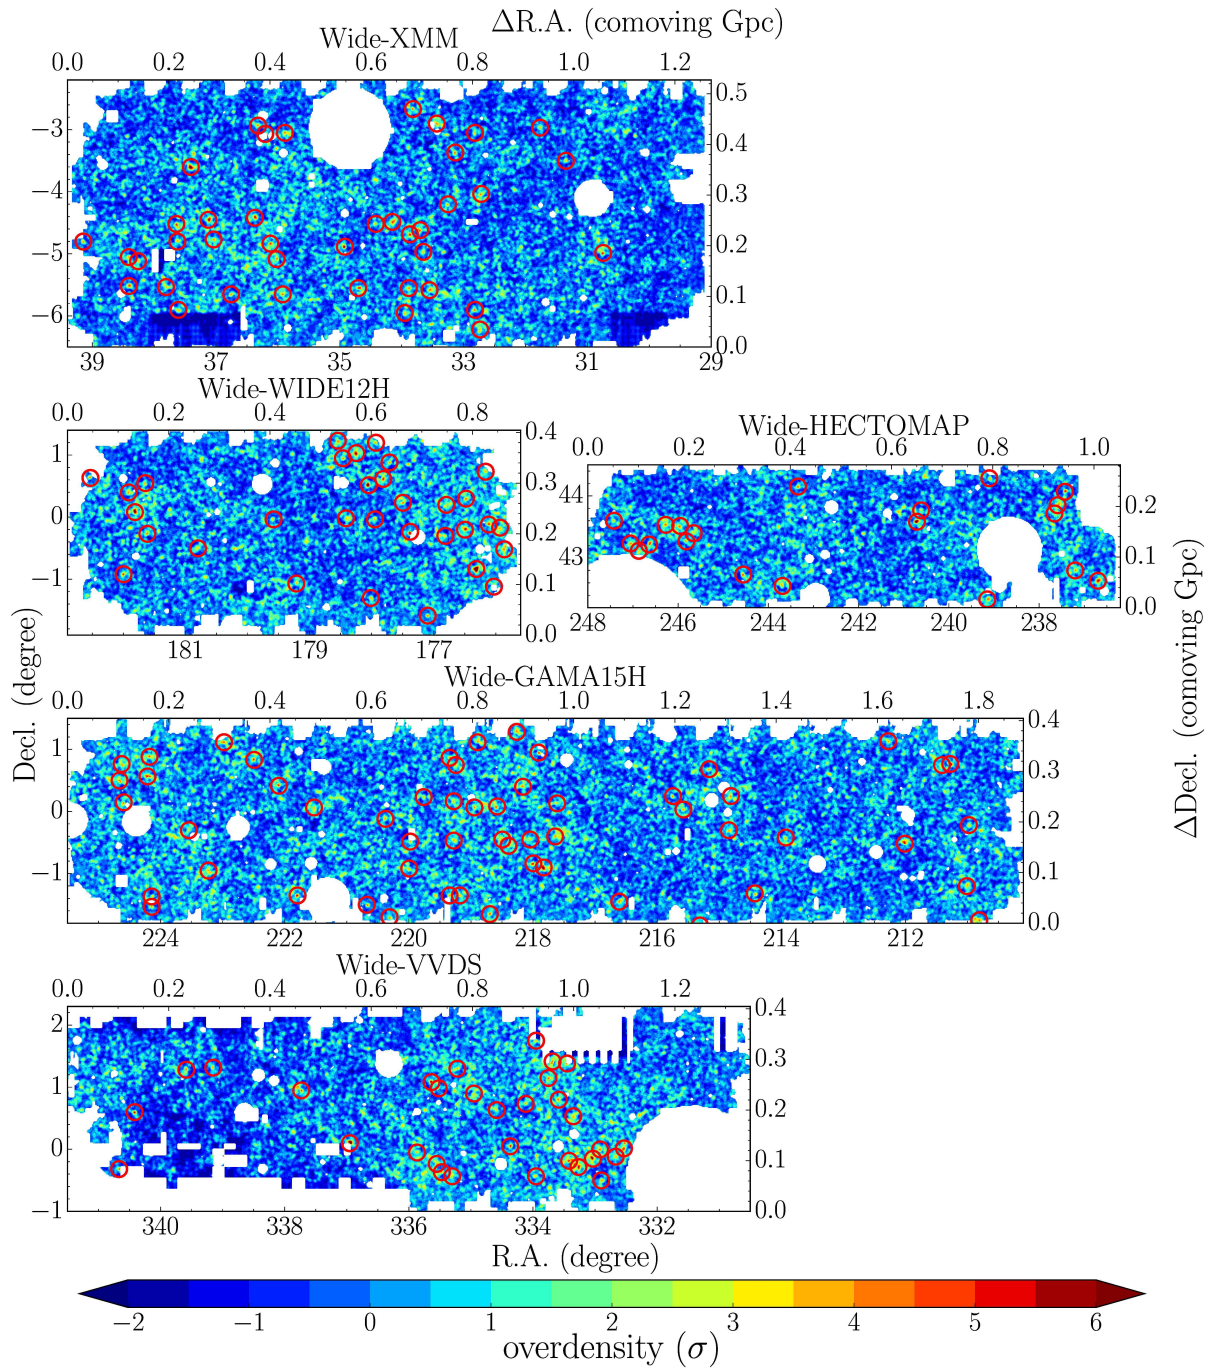 ΔR.A. (comoving Gpc)
Wide-XMM
0.0 0.2 0.4 0.6 0.8 1.0 1.2
0.5
−3
0.4
−4
0.3
−5
0.2
0.1
−6
0.0
39 37 35 33 31 29
Wide-WIDE12H
0.0 0.2 0.4 0.6 0.8
0.4
1
0.3
0
0.2
0.1
−1
0.0
181 179 177
Wide-HECTOMAP
0.0 0.2 0.4 0.6 0.8 1.0
44
0.2
43
0.1
0.0
248 246 244 242 240 238
Decl. (degree)
ΔDecl. (comoving Gpc)
Wide-GAMA15H
0.0 0.2 0.4 0.6 0.8 1.0 1.2 1.4 1.6 1.8
0.4
1
0.3
0
0.2
0.1
−1
0.0
224 222 220 218 216 214 212
Wide-VVDS
0.0 0.2 0.4 0.6 0.8 1.0 1.2
0.4
2
0.3
1
0.2
0
0.1
−1
0.0
340 338 336 334 332
R.A. (degree)
−2 −1 0 1 2 3 4 5 6
overdensity (σ)